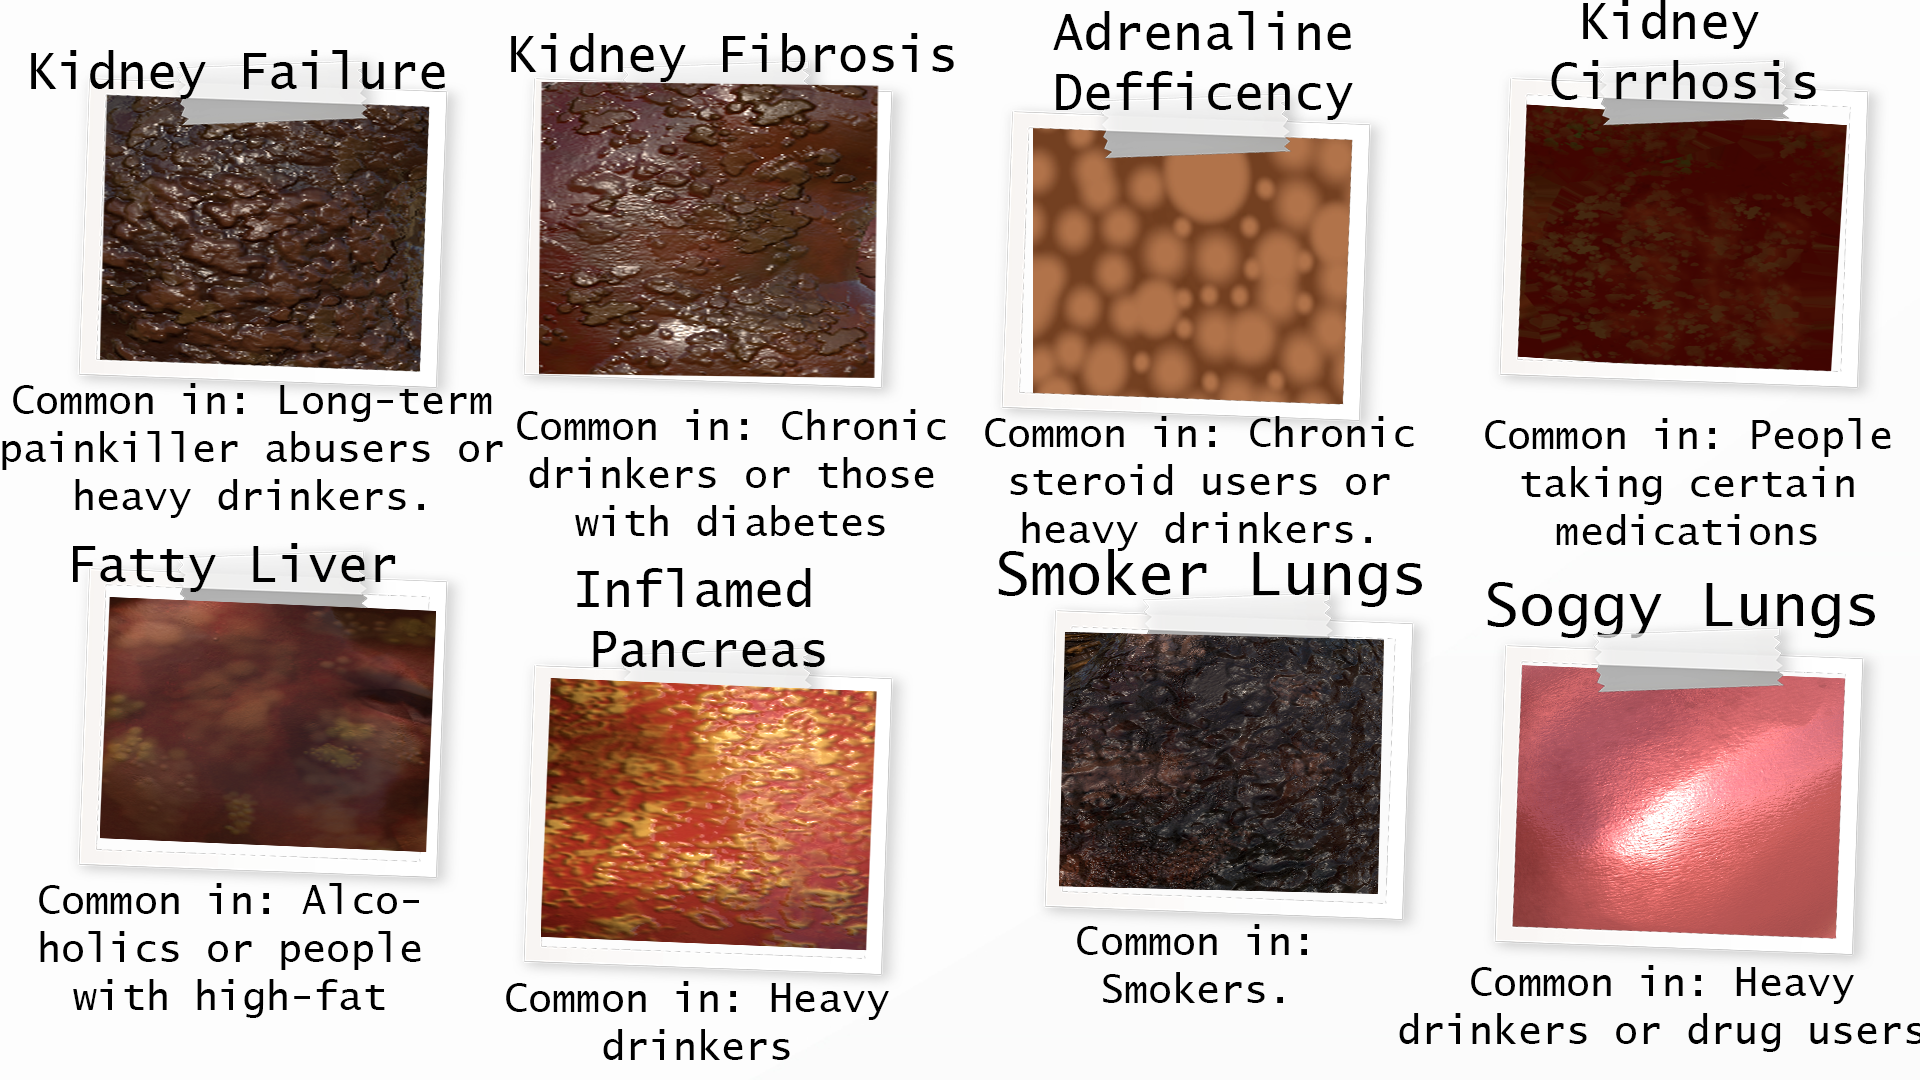 Kidney Failure
Common in: Long-term
painkiller abusers or
heavy drinkers.
Kidney Fibrosis
Common in: Chronic
drinkers or those
with diabetes
Adrenaline
Defficency
Common in: Chronic
steroid users or
heavy drinkers.
Kidney
Cirrhosis
Common in: People
taking certain
medications
Fatty Liver
Common in: Alco-
holics or people
with high-fat
Inflamed
Pancreas
Common in: Heavy
drinkers
Smoker Lungs
Common in:
Smokers.
Soggy Lungs
Common in: Heavy
drinkers or drug users